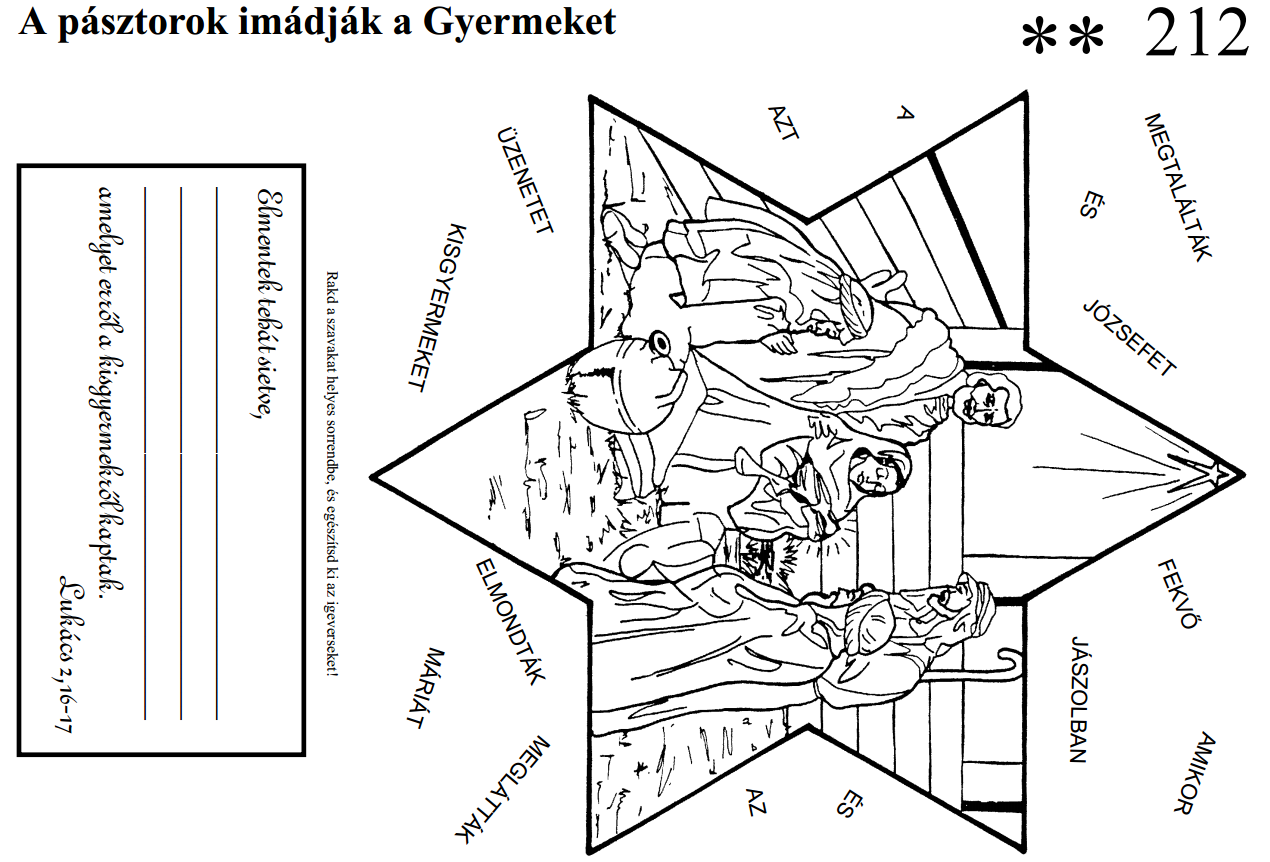 A pásztorok imádják a Gyermeket
** 212
MEGTALÁLTÁK
AMIKOR
A
ÉS
JÓZSEFET
FEKVŐ
JÁSZOLBAN
AZT
ÉS
AZ
ÜZENETET
KISGYERMEKET
ELMONDTÁK
MÁRIÁT
MEGLÁTTÁK
Rakd a szavakat helyes sorrendbe, és egészítsd ki az igeverseket!
Elmentek tehát sietve,
amelyet erről a kisgyermekről kaptak.
Lukács 2,16-17